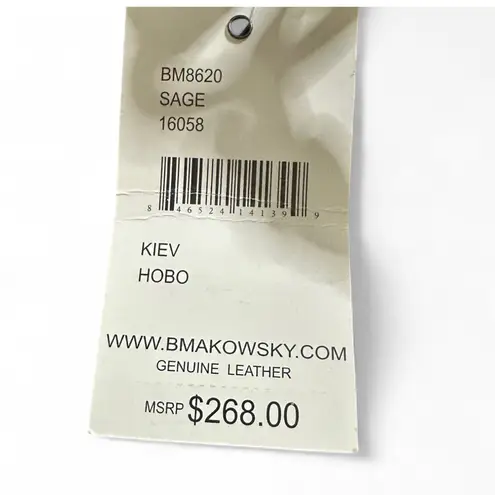 BM8620
SAGE
16058
8 46524 14139 9
KIEV
HOBO
WWW.BMAKOWSKY.COM
GENUINE LEATHER
MSRP $268.00